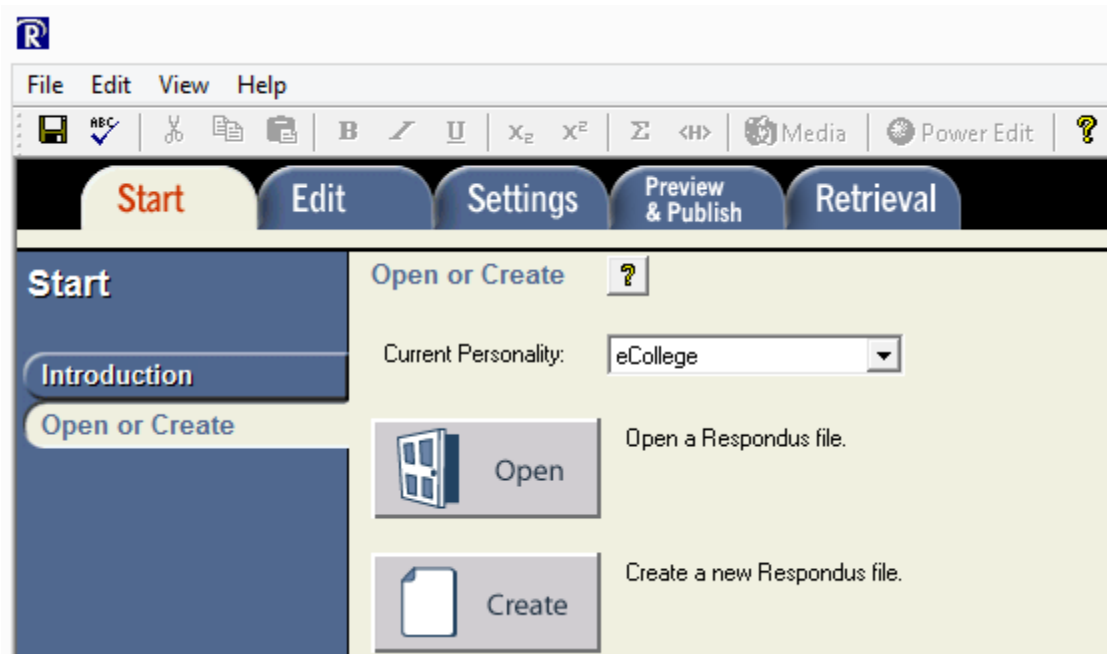 R
File Edit View Help
ABC B I U X₂ X² Σ <H> Media Power Edit ?
Start Edit Settings Preview & Publish Retrieval
Start
Introduction
Open or Create
Open or Create ?
Current Personality: eCollege
Open
Open a Respondus file.
Create
Create a new Respondus file.